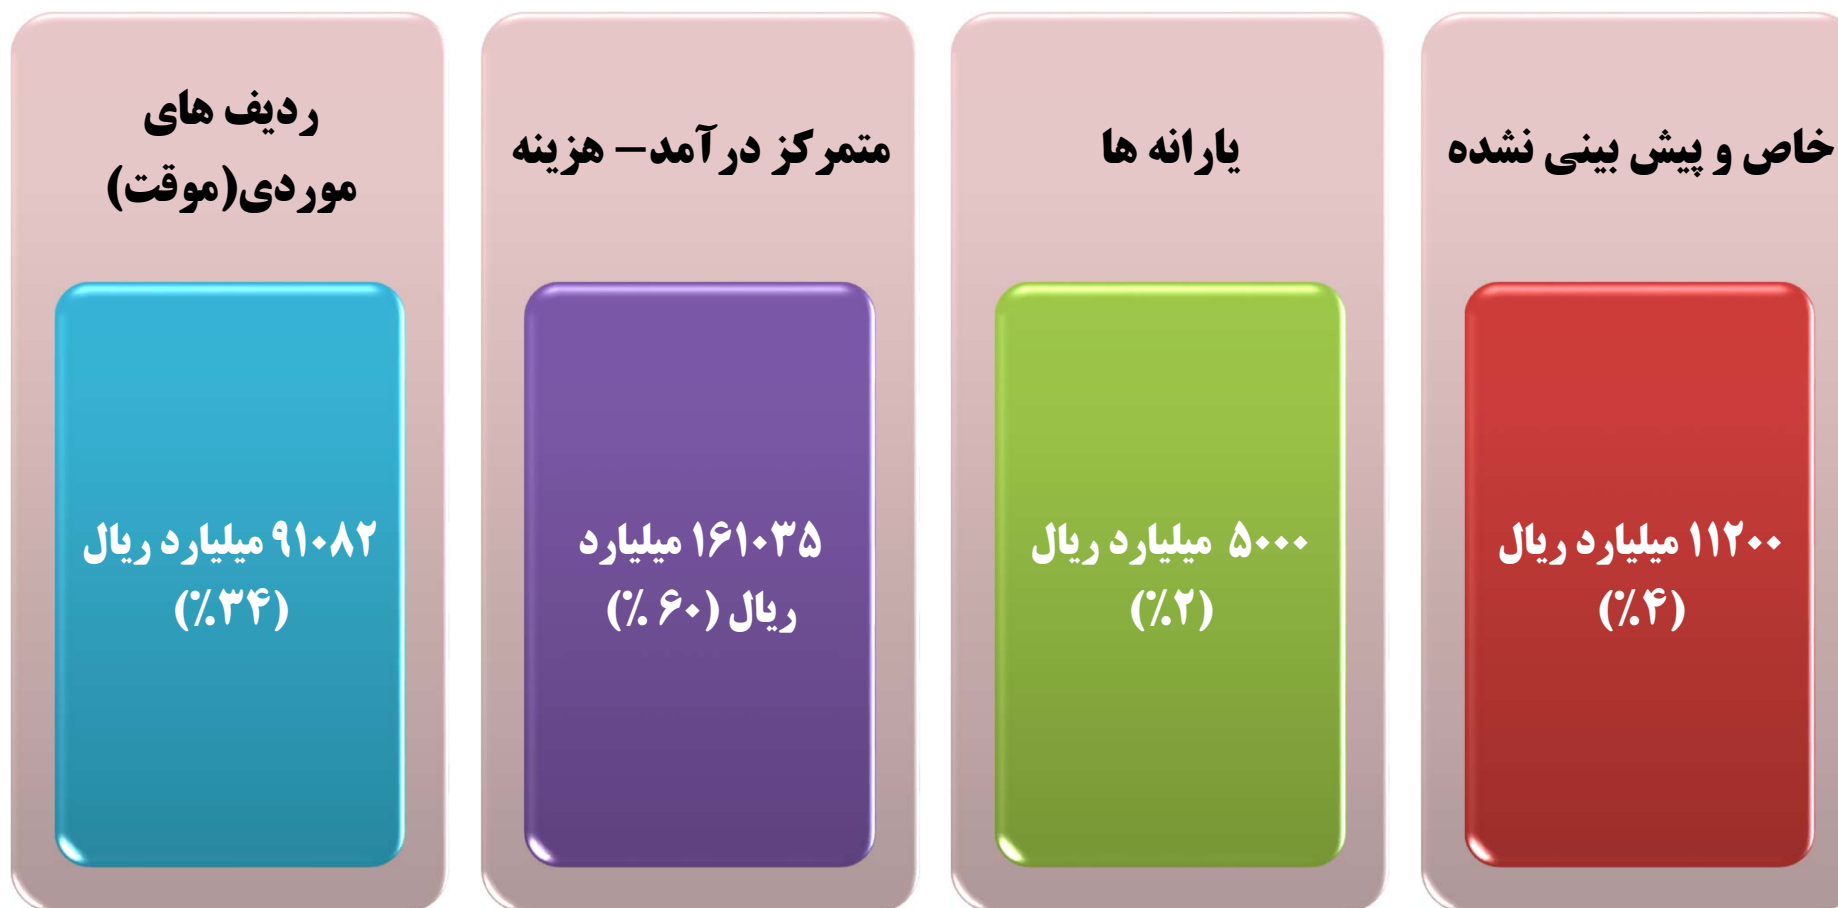 خاص و پیش بینی نشده
۱۱۲۰۰ میلیارد ریال
(۴٪)
یارانه ها
۵۰۰۰ میلیارد ریال
(۲٪)
متمرکز درآمد– هزینه
۱۶۱۰۳۵ میلیارد
ریال (۶۰ ٪)
ردیف های
موردی(موقت)
۹۱۰۸۲ میلیارد ریال
(۳۴٪)